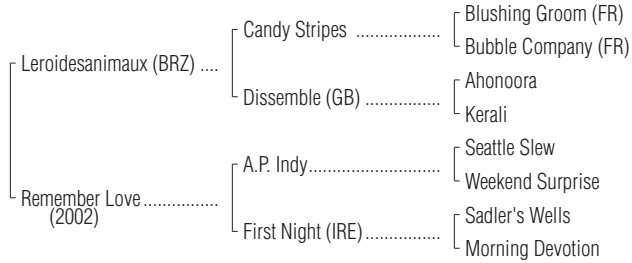 Blushing Groom (FR)
Candy Stripes ..................
Bubble Company (FR)
Leroidesanimaux (BRZ) ....
Ahonoora
Dissemble (GB) ................
Kerali
Seattle Slew
A.P. Indy............................
Weekend Surprise
Remember Love ................
(2002)
Sadler's Wells
First Night (IRE)................
Morning Devotion